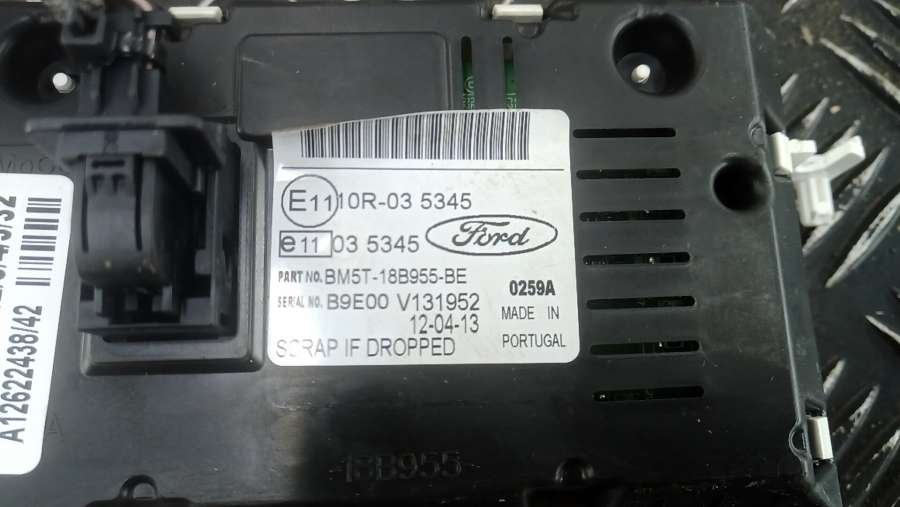 E11 10R-03 5345
e11 03 5345 Ford
PART NO. BM5T-18B955-BE
SERIAL NO. B9E00 V131952 0259A
12-04-13 MADE IN
SCRAP IF DROPPED PORTUGAL
A12622438/42
18B955